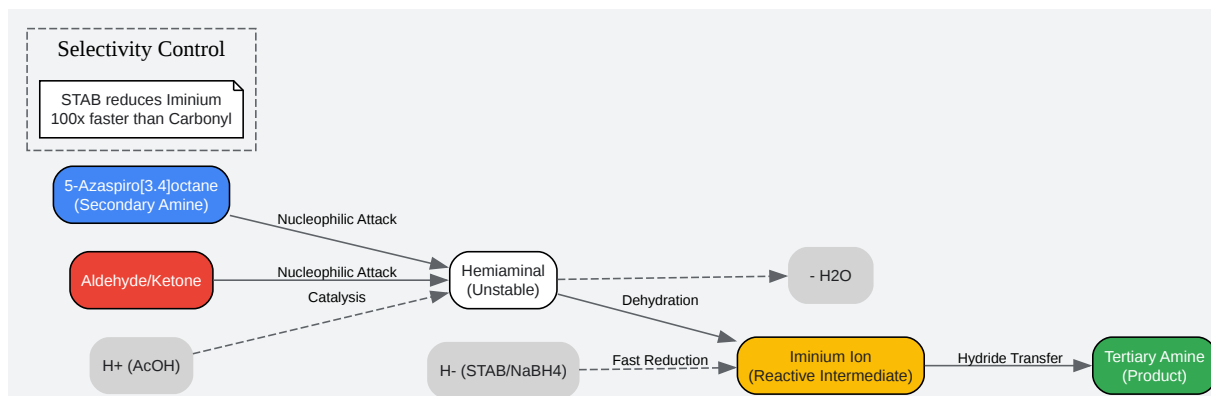 Selectivity Control
STAB reduces Iminium
100x faster than Carbonyl
5-Azaspiro[3.4]octane
(Secondary Amine)
Nucleophilic Attack
Aldehyde/Ketone
Nucleophilic Attack
Catalysis
H+ (AcOH)
Hemiaminal
(Unstable)
- H2O
Dehydration
H- (STAB/NaBH4)
Fast Reduction
Iminium Ion
(Reactive Intermediate)
Hydride Transfer
Tertiary Amine
(Product)